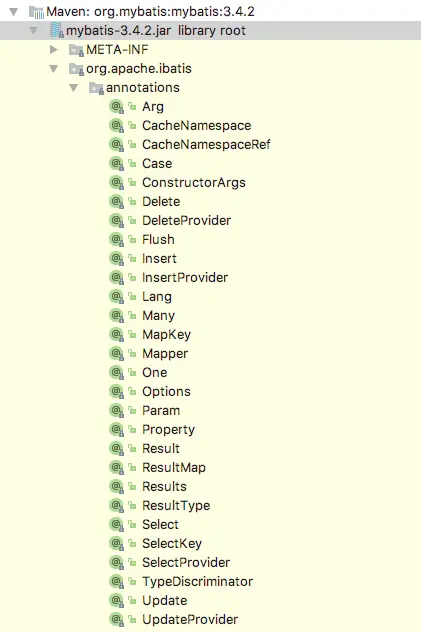 Maven: org.mybatis:mybatis:3.4.2
mybatis-3.4.2.jar library root
META-INF
org.apache.ibatis
annotations
Arg
CacheNamespace
CacheNamespaceRef
Case
ConstructorArgs
Delete
DeleteProvider
Flush
Insert
InsertProvider
Lang
Many
MapKey
Mapper
One
Options
Param
Property
Result
ResultMap
Results
ResultType
Select
SelectKey
SelectProvider
TypeDiscriminator
Update
UpdateProvider